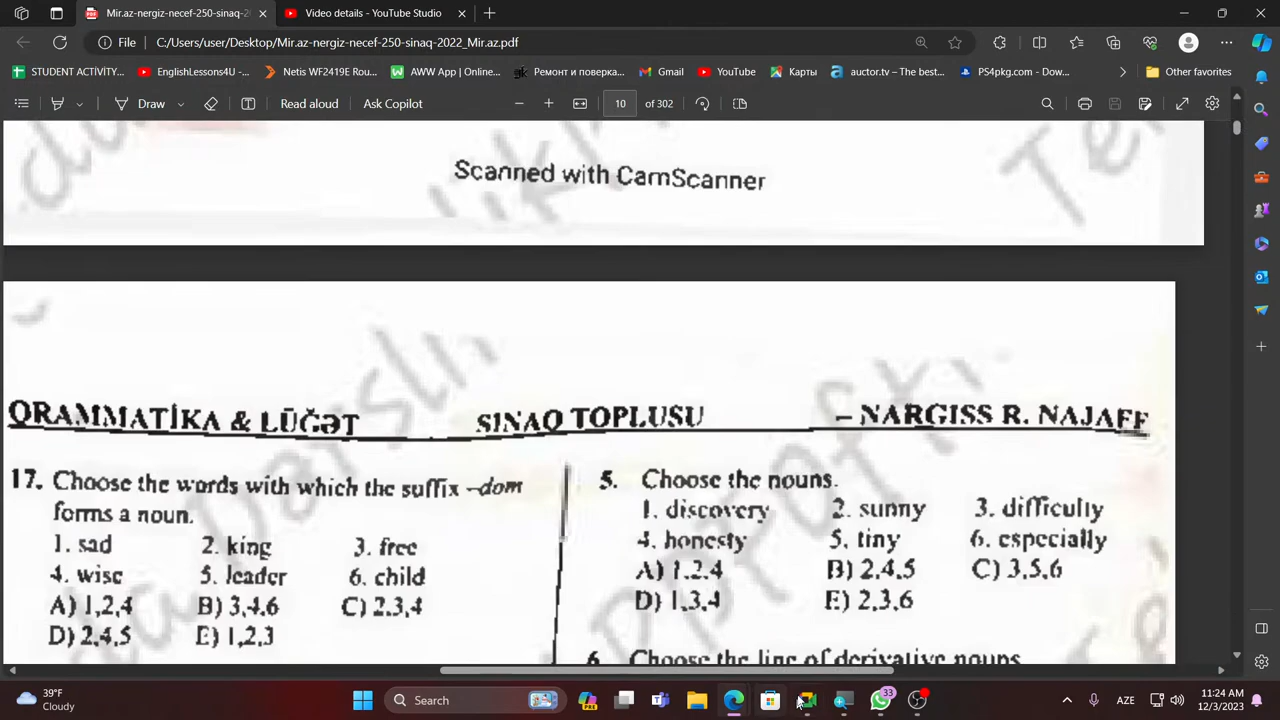 Mir.az-nergiz-necef-250-sinaq-2
Video details - YouTube Studio
File
C:/Users/user/Desktop/Mir.az-nergiz-necef-250-sinaq-2022_Mir.az.pdf
STUDENT ACTİVİTY...
EnglishLessons4U -...
Netis WF2419E Rou...
AWW App | Online...
Ремонт и поверка...
Gmail
YouTube
Карты
auctor.tv – The best...
PS4pkg.com - Dow...
Other favorites
Draw
Read aloud
Ask Copilot
10
of 302
Scanned with CamScanner
QRAMMATİKA & LÜĞƏT
SINAQ TOPLUSU
– NARGISS R. NAJAFF
17. Choose the words with which the suffix –dom
forms a noun.
1. sad 2. king 3. free
4. wise 5. leader 6. child
A) 1,2,4 B) 3,4,6 C) 2,3,4
D) 2,4,5 E) 1,2,3
5. Choose the nouns.
1. discovery 2. sunny 3. difficulty
4. honesty 5. tiny 6. especially
A) 1,2,4 B) 2,4,5 C) 3,5,6
D) 1,3,4 E) 2,3,6
6. Choose the line of derivative nouns
39°F
Cloudy
Search
PRE
33
AZE
11:24 AM
12/3/2023